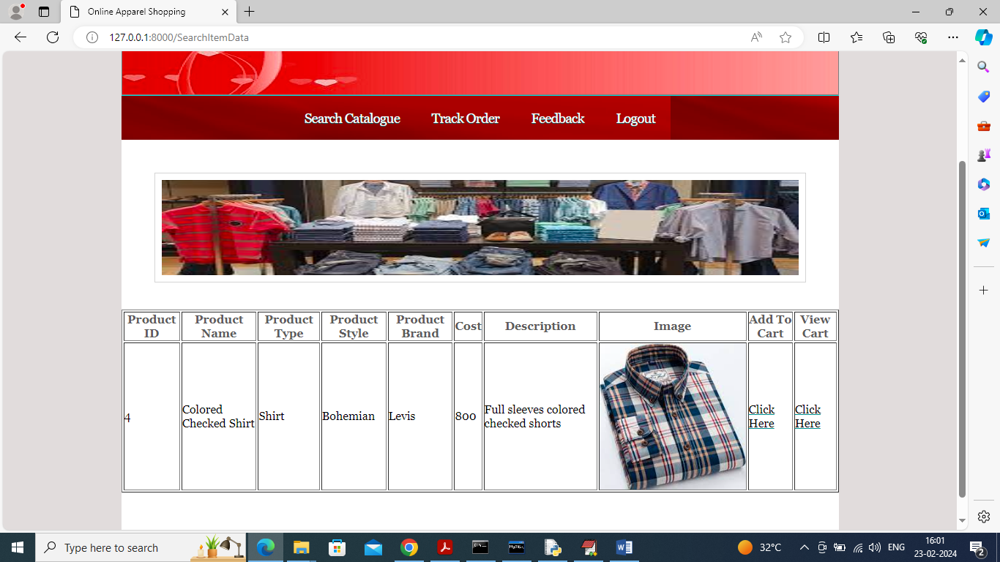 Online Apparel Shopping
127.0.0.1:8000/SearchItemData
Search Catalogue Track Order Feedback Logout
Product ID Product Name Product Type Product Style Product Brand Cost Description Image Add To Cart View Cart
4 Colored Checked Shirt Shirt Bohemian Levis 800 Full sleeves colored checked shorts Click Here Click Here
Type here to search
32°C
ENG
16:01
23-02-2024
2